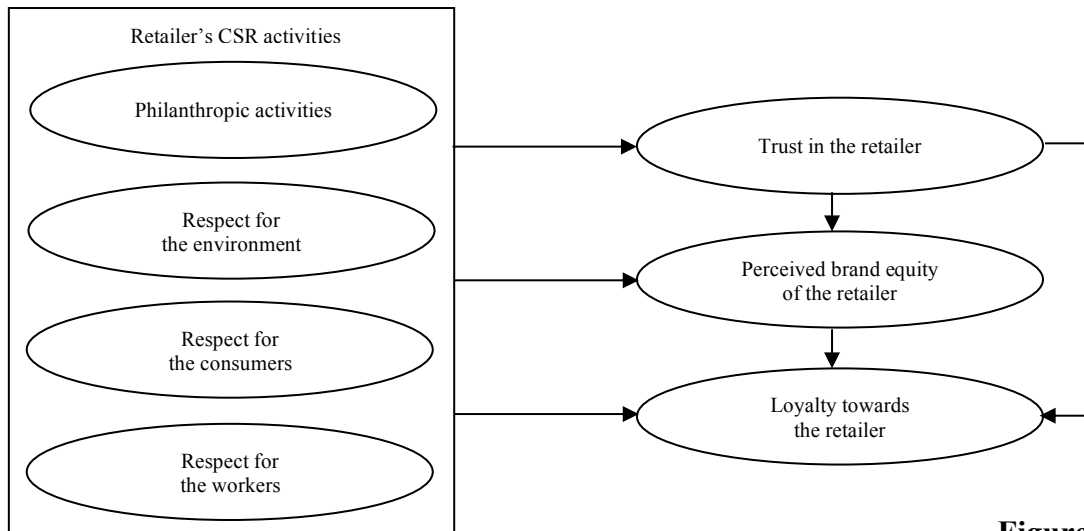 Retailer’s CSR activities
Philanthropic activities
Respect for
the environment
Respect for
the consumers
Respect for
the workers
Trust in the retailer
Perceived brand equity
of the retailer
Loyalty towards
the retailer
Figure